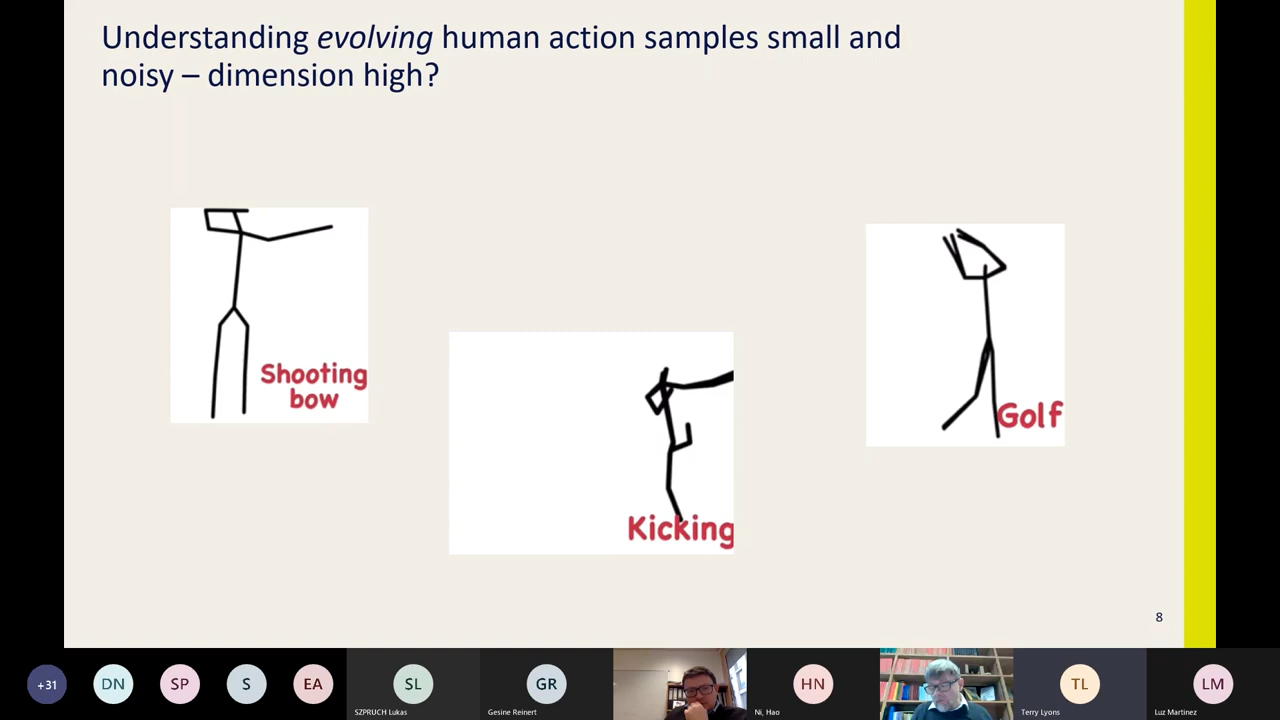 Understanding evolving human action samples small and
noisy – dimension high?
Shooting
bow
Kicking
Golf
8
+31
DN
SP
S
EA
SL
SZPRUCH Lukas
GR
Gesine Reinert
HN
Ni, Hao
TL
Terry Lyons
LM
Luz Martinez